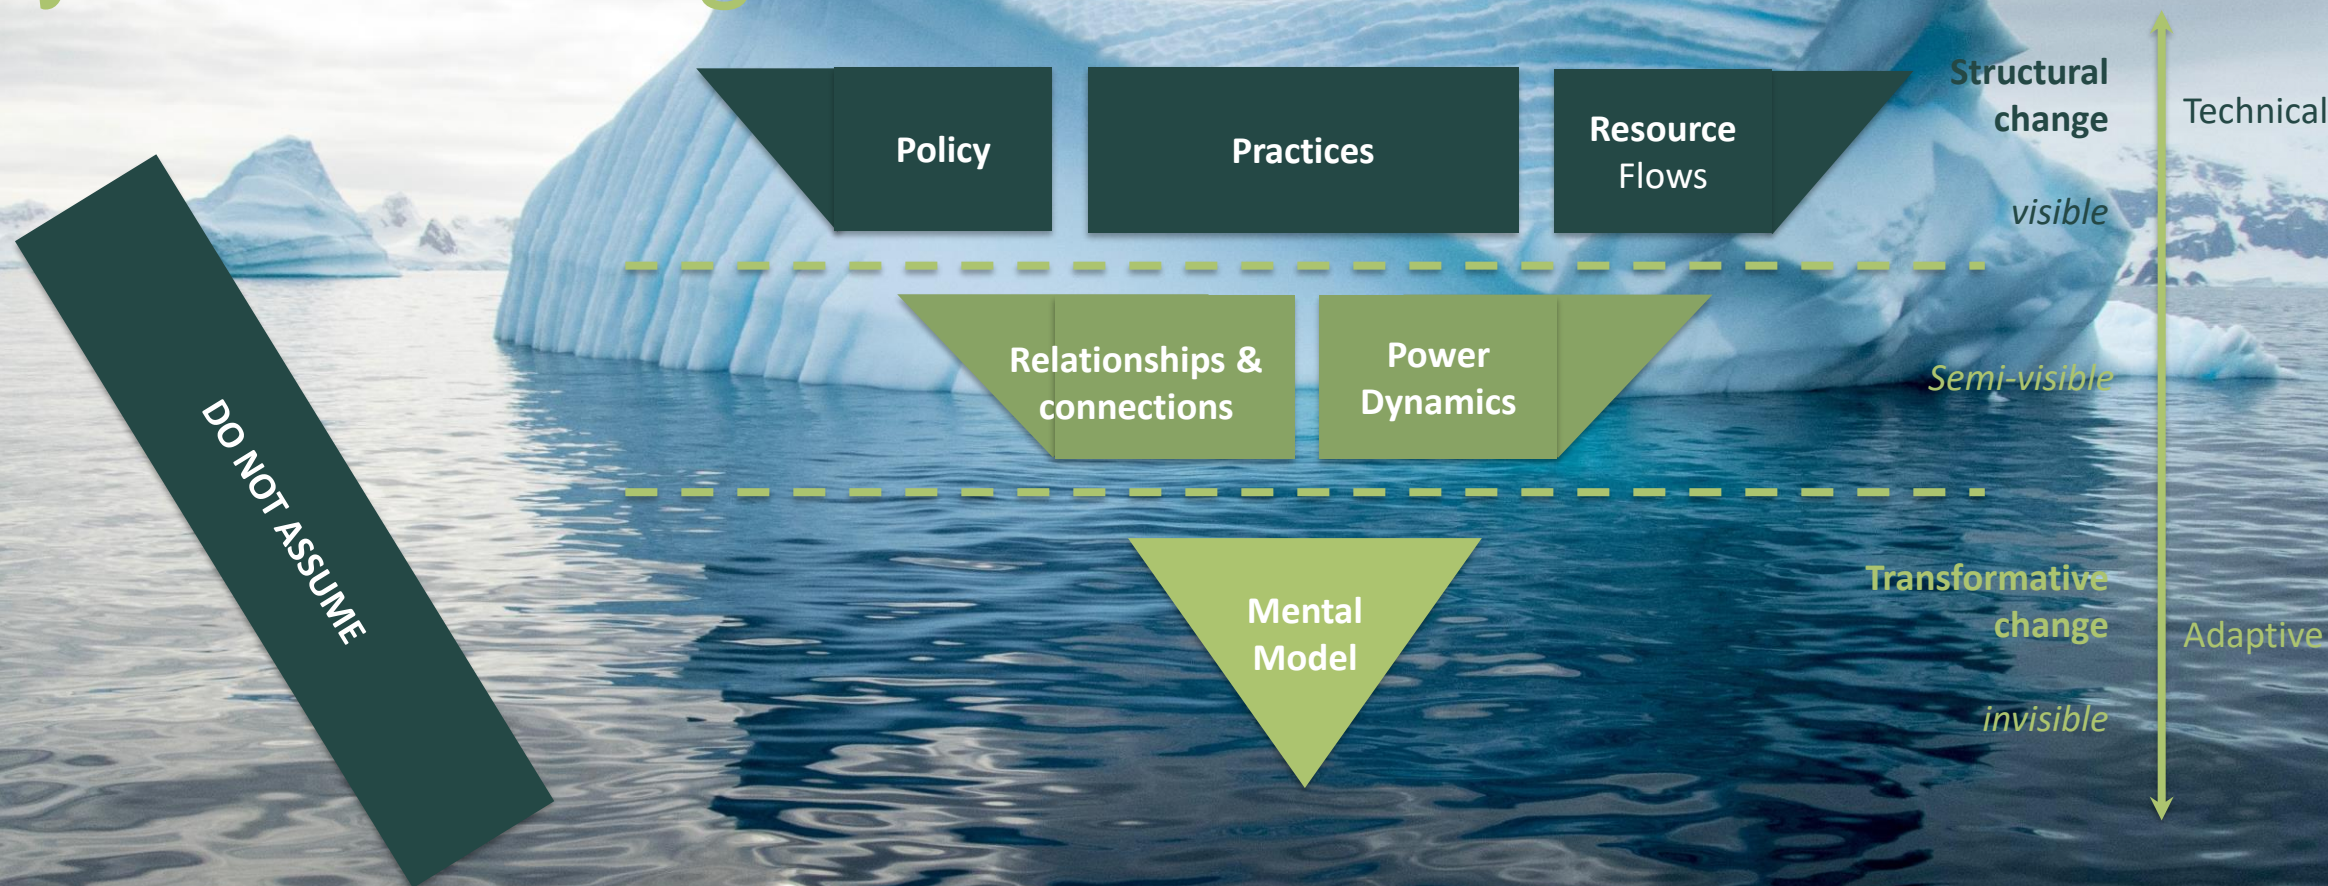 Policy
Practices
Resource
Flows
Structural
change
visible
Technical
Relationships &
connections
Power
Dynamics
Semi-visible
DO NOT ASSUME
Mental
Model
Transformative
change
invisible
Adaptive